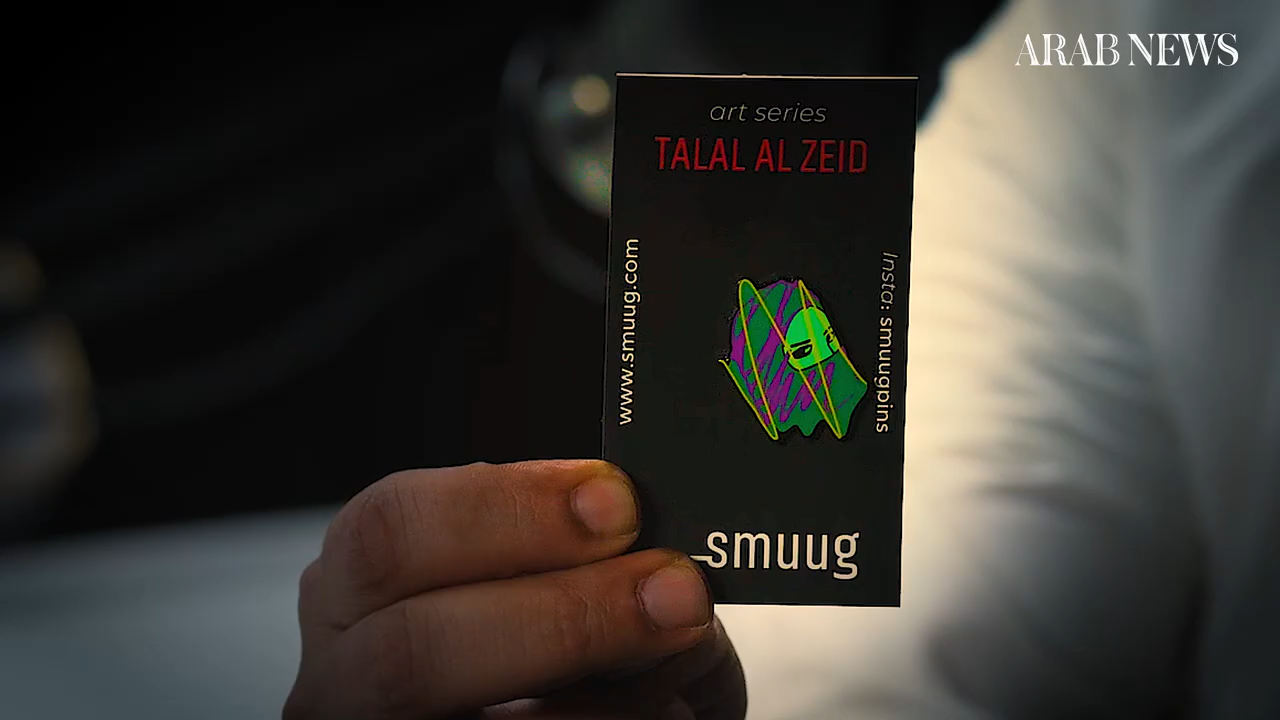 ARAB NEWS
art series
TALAL AL ZEID
www.smuug.com
Insta: smuugpins
smuug